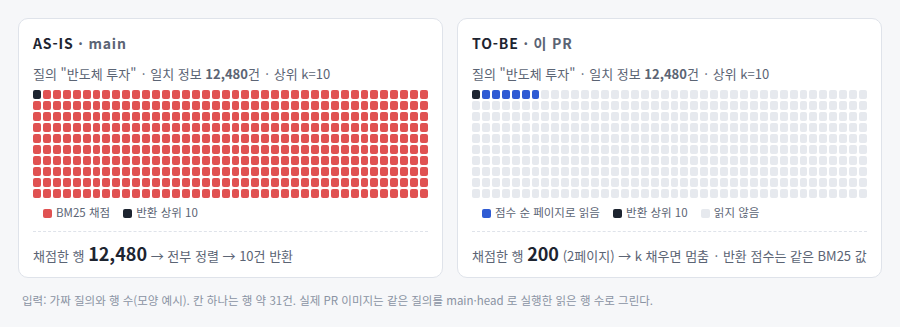 AS-IS · main
질의 "반도체 투자" · 일치 정보 12,480건 · 상위 k=10
BM25 채점 반환 상위 10
채점한 행 12,480 → 전부 정렬 → 10건 반환
TO-BE · 이 PR
질의 "반도체 투자" · 일치 정보 12,480건 · 상위 k=10
점수 순 페이지로 읽음 반환 상위 10 읽지 않음
채점한 행 200 (2페이지) → k 채우면 멈춤 · 반환 점수는 같은 BM25 값
입력: 가짜 질의와 행 수(모양 예시). 칸 하나는 행 약 31건. 실제 PR 이미지는 같은 질의를 main·head 로 실행한 읽은 행 수로 그린다.